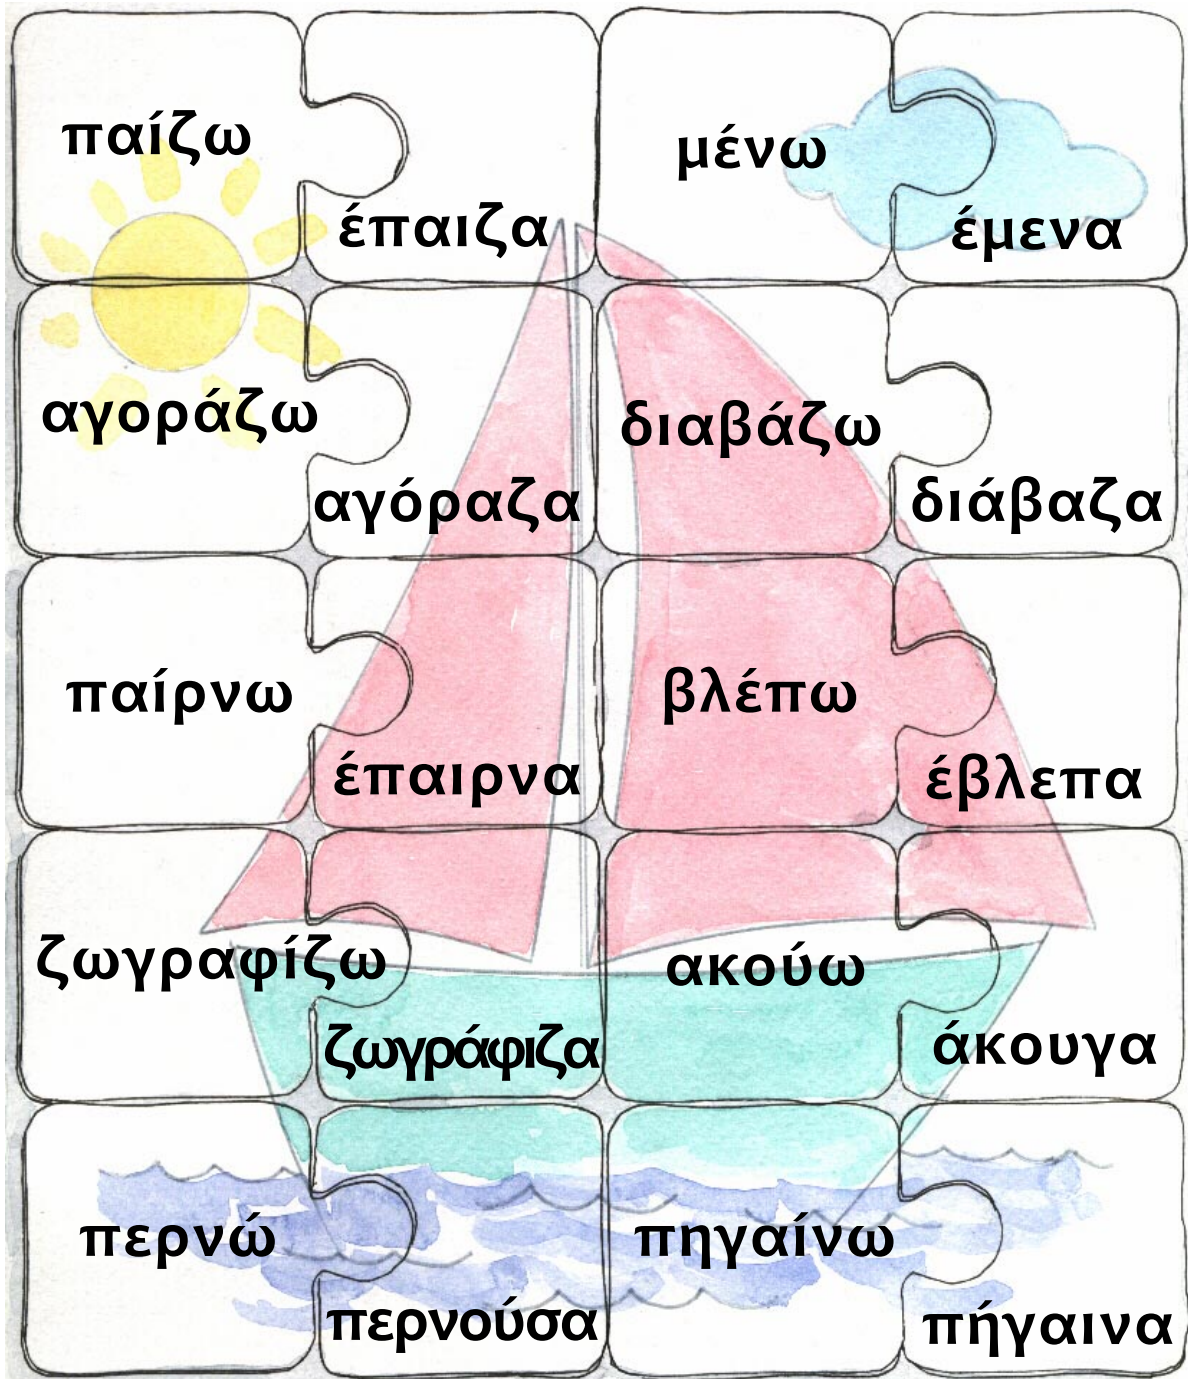 παίζω
έπαιζα
μένω
έμενα
αγοράζω
αγόραζα
διαβάζω
διάβαζα
παίρνω
έπαιρνα
βλέπω
έβλεπα
ζωγραφίζω
ζωγράφιζα
ακούω
άκουγα
περνώ
περνούσα
πηγαίνω
πήγαινα